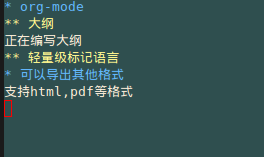 * org-mode
** 大纲
正在编写大纲
** 轻量级标记语言
* 可以导出其他格式
支持html,pdf等格式